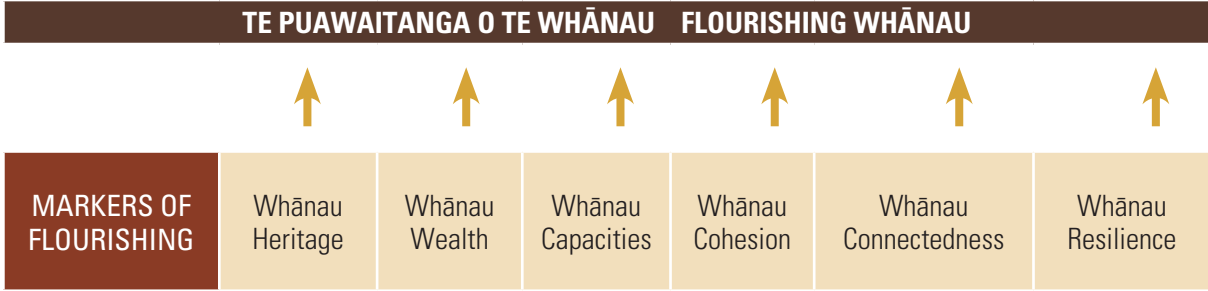 TE PUAWAITANGA O TE WHĀNAU FLOURISHING WHĀNAU
MARKERS OF
FLOURISHING
Whānau
Heritage
Whānau
Wealth
Whānau
Capacities
Whānau
Cohesion
Whānau
Connectedness
Whānau
Resilience